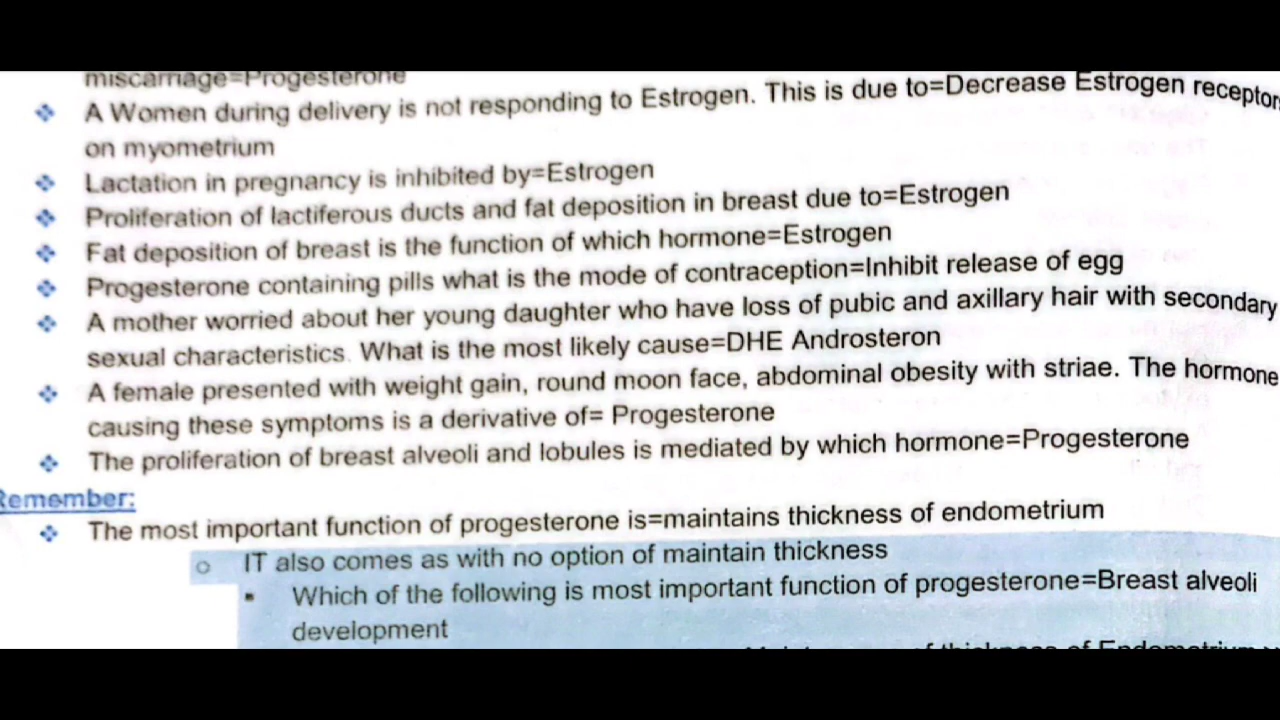 miscarriage=Progesterone
❖ A Women during delivery is not responding to Estrogen. This is due to=Decrease Estrogen receptors
on myometrium
❖ Lactation in pregnancy is inhibited by=Estrogen
❖ Proliferation of lactiferous ducts and fat deposition in breast due to=Estrogen
❖ Fat deposition of breast is the function of which hormone=Estrogen
❖ Progesterone containing pills what is the mode of contraception=Inhibit release of egg
❖ A mother worried about her young daughter who have loss of pubic and axillary hair with secondary
sexual characteristics. What is the most likely cause=DHE Androsteron
❖ A female presented with weight gain, round moon face, abdominal obesity with striae. The hormone
causing these symptoms is a derivative of= Progesterone
❖ The proliferation of breast alveoli and lobules is mediated by which hormone=Progesterone
Remember:
❖ The most important function of progesterone is=maintains thickness of endometrium
○ IT also comes as with no option of maintain thickness
▪ Which of the following is most important function of progesterone=Breast alveoli
development
of thickness of Endometrium